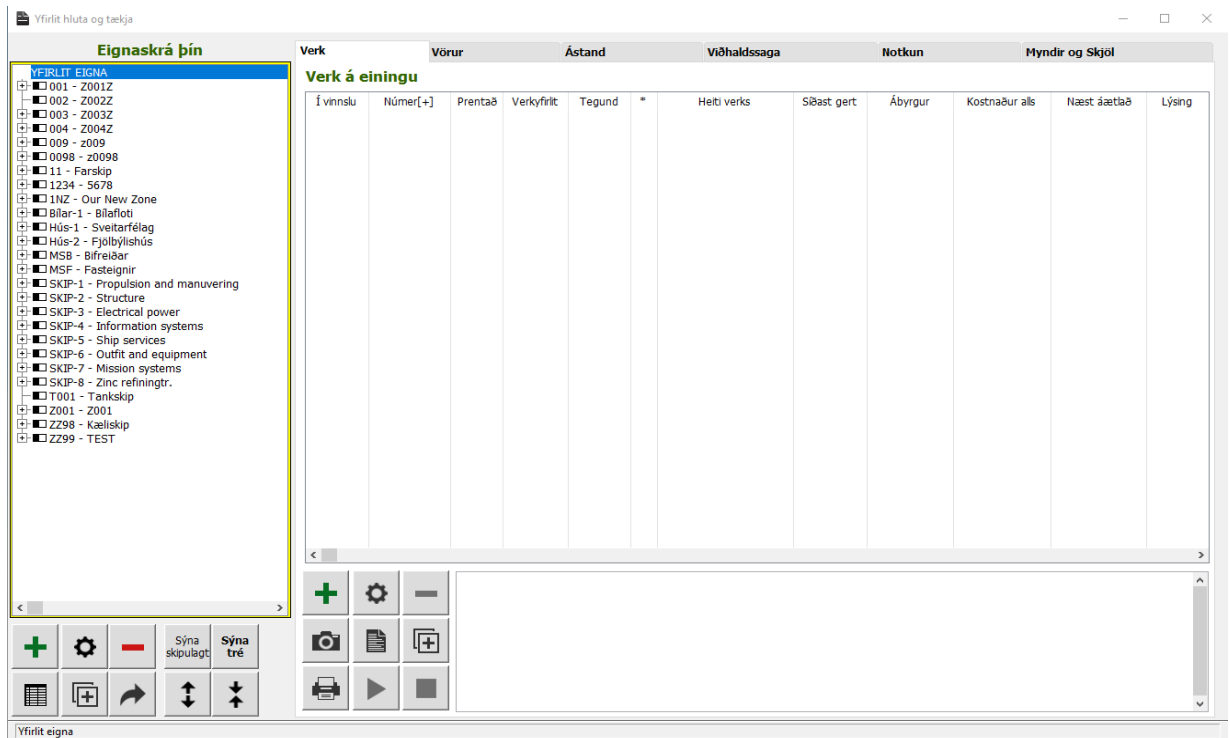 Yfirlit hluta og tækja
Eignaskrá þín
YFIRLIT EIGNA
001 - Z001Z
002 - Z002Z
003 - Z003Z
004 - Z004Z
009 - z009
0098 - z0098
11 - Farskip
1234 - 5678
1NZ - Our New Zone
Bílar-1 - Bílafloti
Hús-1 - Sveitarfélag
Hús-2 - Fjölbýlishús
MSB - Bifreiðar
MSF - Fasteignir
SKIP-1 - Propulsion and manuvering
SKIP-2 - Structure
SKIP-3 - Electrical power
SKIP-4 - Information systems
SKIP-5 - Ship services
SKIP-6 - Outfit and equipment
SKIP-7 - Mission systems
SKIP-8 - Zinc refiningtr.
T001 - Tankskip
Z001 - Z001
ZZ98 - Kæliskip
ZZ99 - TEST
Sýna skipulagt
Sýna tré
Verk Vörur Ástand Viðhaldssaga Notkun Myndir og Skjöl
Verk á einingu
Í vinnslu Númer[+] Prentað Verkyfirlit Tegund * Heiti verks Síðast gert Ábyrgur Kostnaður alls Næst áætlað Lýsing
Yfirlit eigna